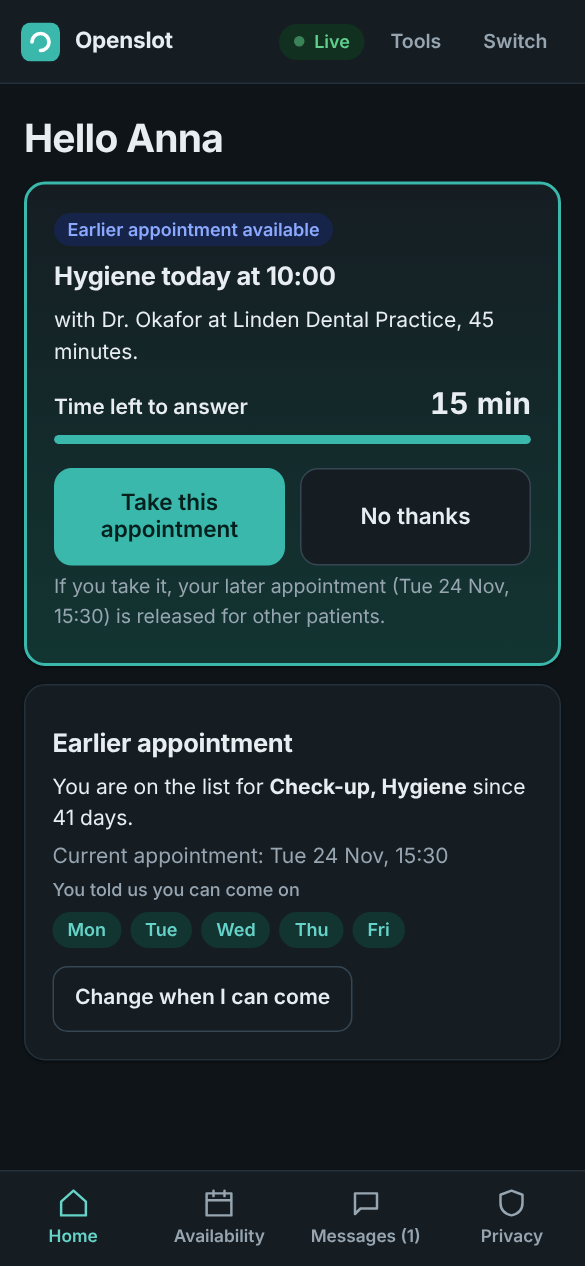 Openslot
Live
Tools
Switch
Hello Anna
Earlier appointment available
Hygiene today at 10:00
with Dr. Okafor at Linden Dental Practice, 45
minutes.
Time left to answer
15 min
Take this
appointment
No thanks
If you take it, your later appointment (Tue 24 Nov,
15:30) is released for other patients.
Earlier appointment
You are on the list for Check-up, Hygiene since
41 days.
Current appointment: Tue 24 Nov, 15:30
You told us you can come on
Mon
Tue
Wed
Thu
Fri
Change when I can come
Home
Availability
Messages (1)
Privacy